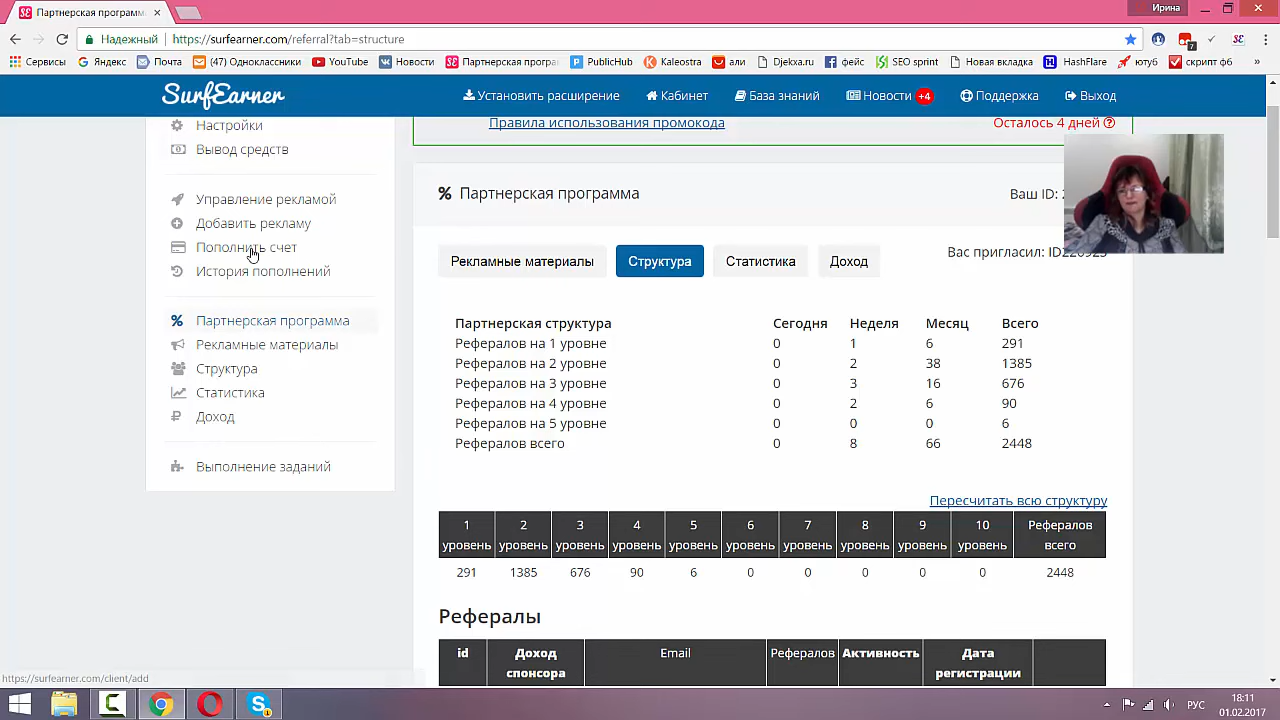 Партнерская программа
Ирина
Надежный
https://surfearner.com/referral?tab=structure
7
Сервисы
Яндекс
Почта
(47) Одноклассники
YouTube
Новости
Партнерская програ
PublicHub
Kaleostra
али
Djekxa.ru
фейс
SEO sprint
Новая вкладка
HashFlare
ютуб
скрипт фб
SurfEarner
Установить расширение
Кабинет
База знаний
Новости +4
Поддержка
Выход
Настройки
Вывод средств
Управление рекламой
Добавить рекламу
Пополнить счет
История пополнений
Партнерская программа
Рекламные материалы
Структура
Статистика
Доход
Выполнение заданий
Правила использования промокода
Осталось 4 дней
Партнерская программа
Ваш ID:
Рекламные материалы
Структура
Статистика
Доход
Вас пригласил:
Партнерская структура Сегодня Неделя Месяц Всего
Рефералов на 1 уровне 0 1 6 291
Рефералов на 2 уровне 0 2 38 1385
Рефералов на 3 уровне 0 3 16 676
Рефералов на 4 уровне 0 2 6 90
Рефералов на 5 уровне 0 0 0 6
Рефералов всего 0 8 66 2448
Пересчитать всю структуру
1 2 3 4 5 6 7 8 9 10 Рефералов
уровень уровень уровень уровень уровень уровень уровень уровень уровень уровень всего
291 1385 676 90 6 0 0 0 0 0 2448
Рефералы
id Доход Email Рефералов Активность Дата
спонсора регистрации
https://surfearner.com/client/add
РУС
18:11
01.02.2017